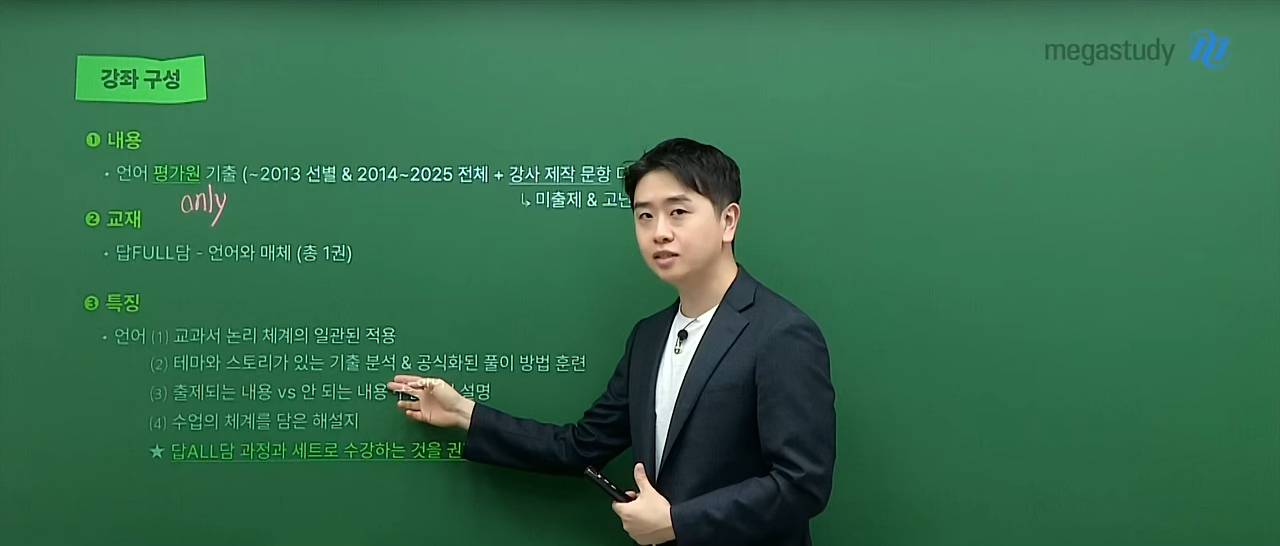 megastudy
강좌 구성
❶ 내용
• 언어 평가원 기출 (~2013 선별 & 2014~2025 전체 + 강사 제작 문항
only
↳ 미출제 &
❷ 교재
• 답FULL담 - 언어와 매체 (총 1권)
❸ 특징
• 언어 (1) 교과서 논리 체계의 일관된 적용
(2) 테마와 스토리가 있는 기출 분석 & 공식화된 풀이 방법 훈련
(3) 출제되는 내용 vs 안 되는 내용 설명
(4) 수업의 체계를 담은 해설지
★ 답ALL담 과정과 세트로 수강하는 것을